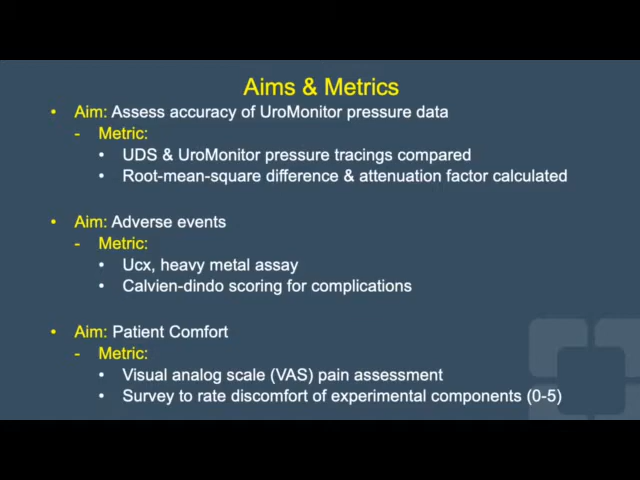 Aims & Metrics
• Aim: Assess accuracy of UroMonitor pressure data
- Metric:
• UDS & UroMonitor pressure tracings compared
• Root-mean-square difference & attenuation factor calculated
• Aim: Adverse events
- Metric:
• Ucx, heavy metal assay
• Calvien-dindo scoring for complications
• Aim: Patient Comfort
- Metric:
• Visual analog scale (VAS) pain assessment
• Survey to rate discomfort of experimental components (0-5)